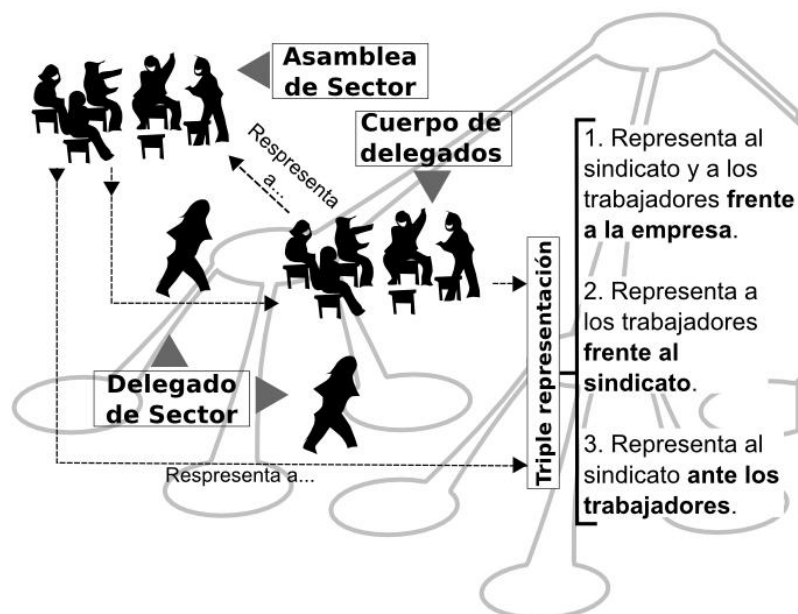 Asamblea
de Sector
Cuerpo de
delegados
Respresenta
a...
Delegado
de Sector
Respresenta a...
Triple representación
1. Representa al
sindicato y a los
trabajadores frente
a la empresa.
2. Representa a
los trabajadores
frente al
sindicato.
3. Representa al
sindicato ante los
trabajadores.